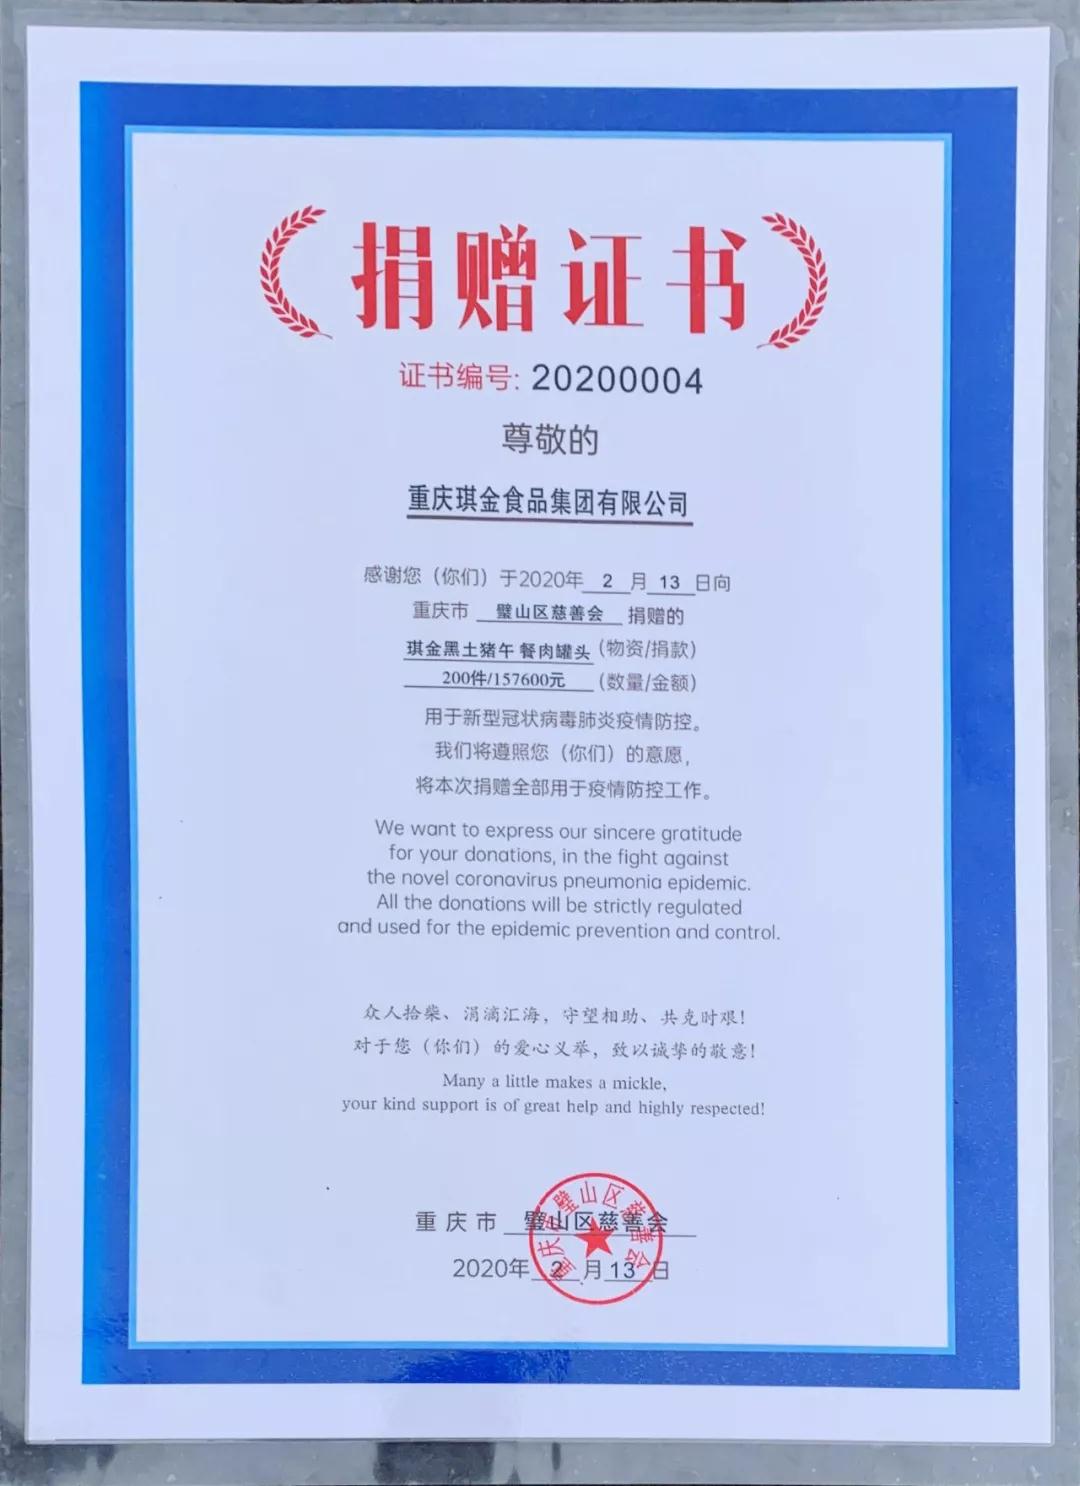 捐赠证书
证书编号: 20200004
尊敬的
重庆琪金食品集团有限公司
感谢您（你们）于2020年 2 月 13 日向
重庆市 璧山区慈善会 捐赠的
琪金黑土猪午 餐肉罐头 (物资/捐款)
200件/157600元 (数量/金额)
用于新型冠状病毒肺炎疫情防控。
我们将遵照您（你们）的意愿，
将本次捐赠全部用于疫情防控工作。
We want to express our sincere gratitude
for your donations, in the fight against
the novel coronavirus pneumonia epidemic.
All the donations will be strictly regulated
and used for the epidemic prevention and control.
众人拾柴、涓滴汇海，守望相助、共克时艰！
对于您（你们）的爱心义举，致以诚挚的敬意！
Many a little makes a mickle,
your kind support is of great help and highly respected!
重庆市 璧山区慈善会
2020年 2 月 13 日
重庆市璧山区慈善会